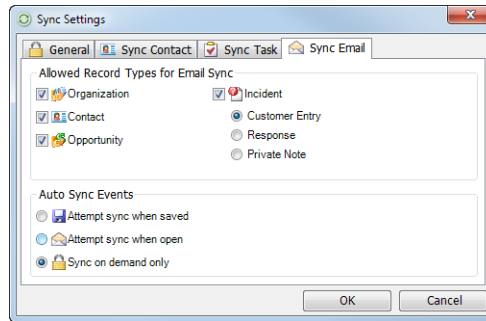 Sync Settings
General Sync Contact Sync Task Sync Email
Allowed Record Types for Email Sync
Organization Incident
Contact Customer Entry
Response
Opportunity
Private Note
Auto Sync Events
Attempt sync when saved
Attempt sync when open
Sync on demand only
OK Cancel